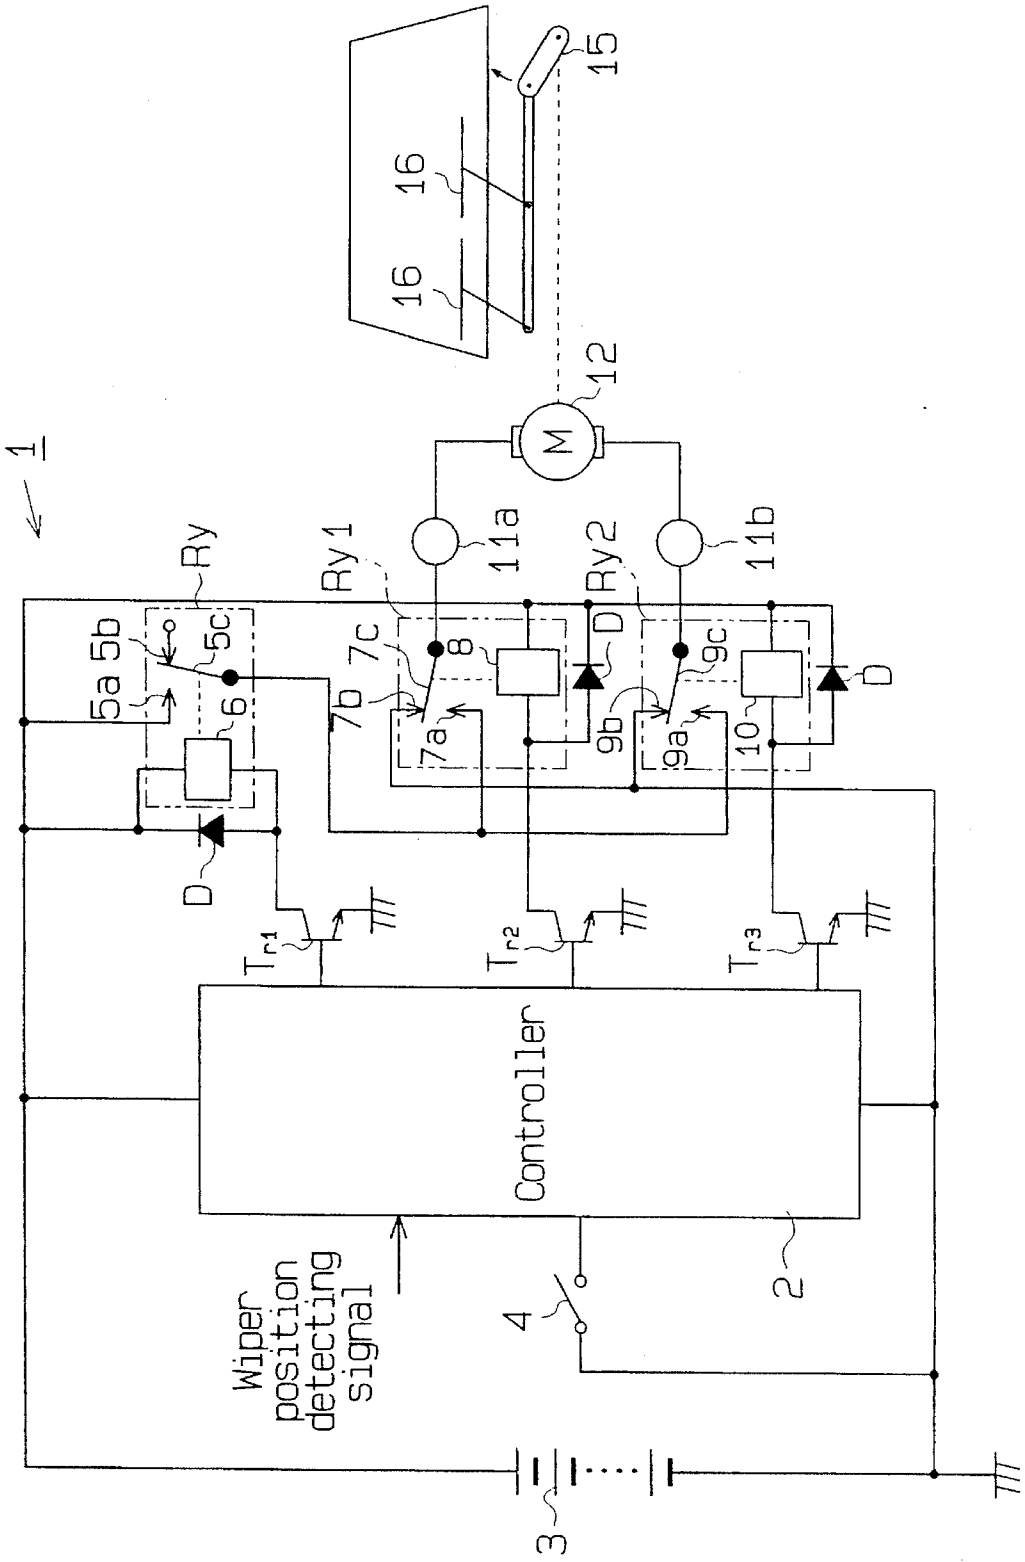 1
Wiper
position
detecting
signal
Controller
2
3
4
Tr1
Tr2
Tr3
D
Ry
5a
5b
5c
6
Ry1
7b
7c
7a
8
D
Ry2
9b
9c
9a
10
D
11a
11b
M
12
16
16
15